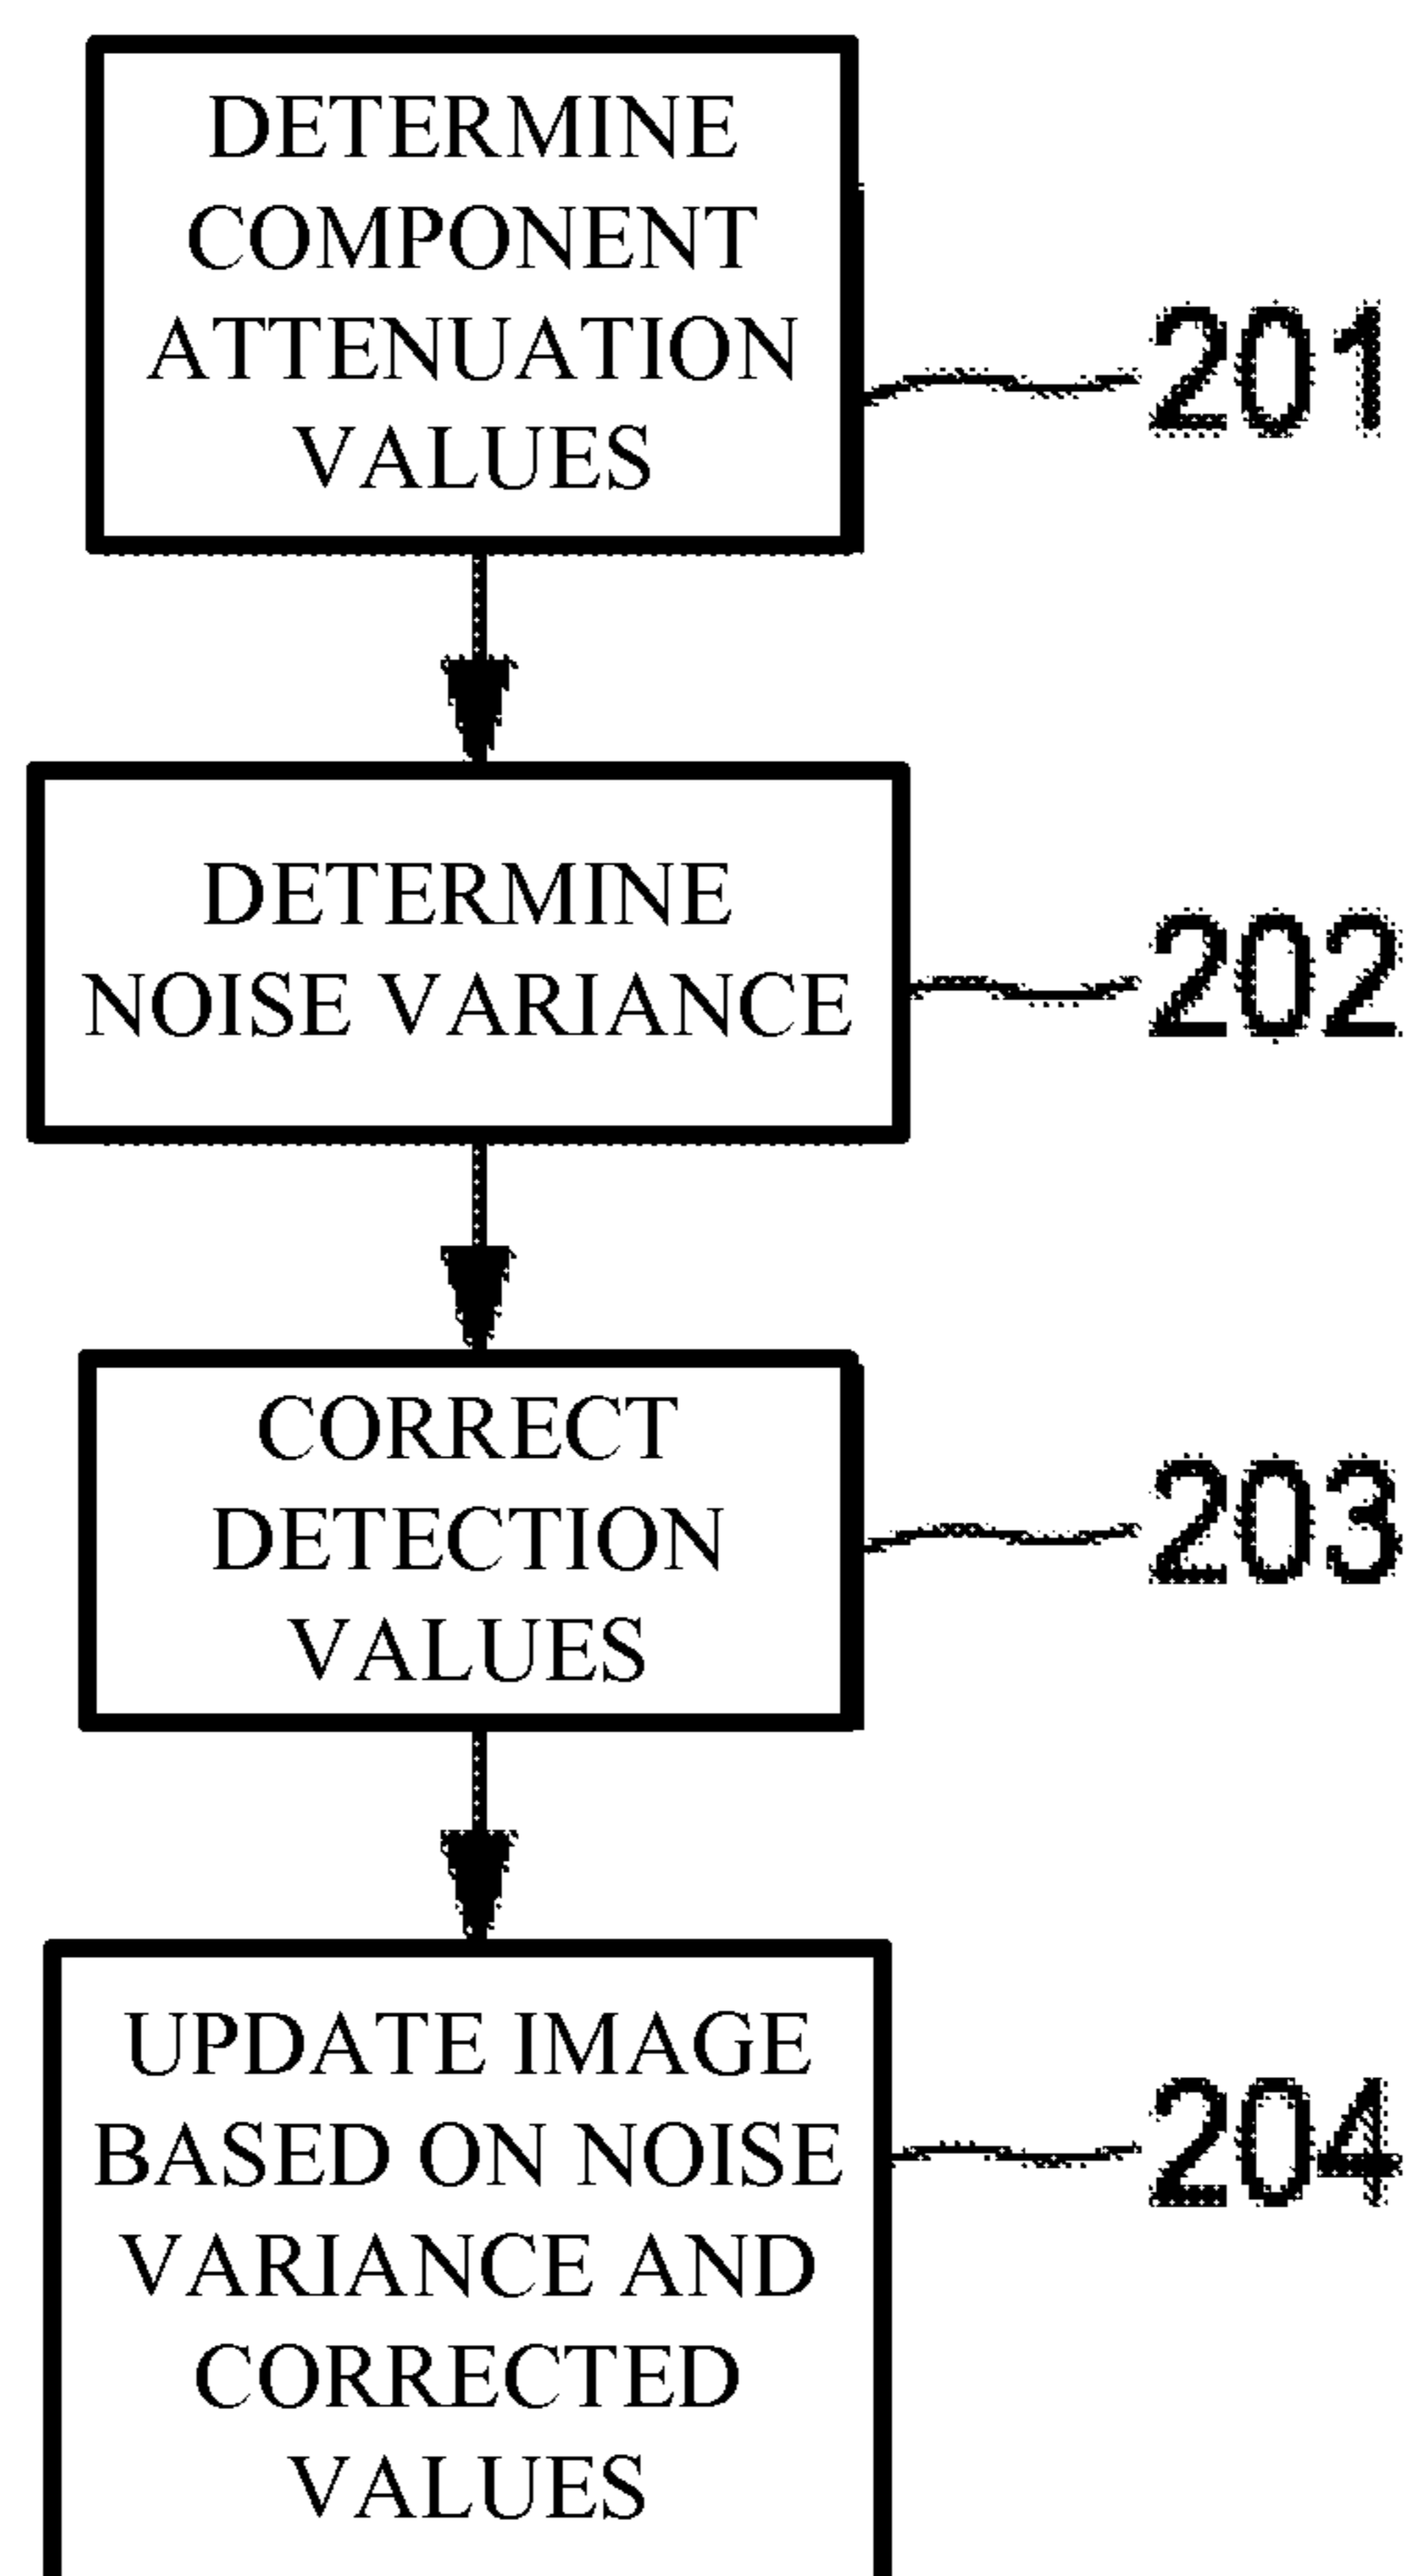 DETERMINE
COMPONENT
ATTENUATION
VALUES
201
DETERMINE
NOISE VARIANCE
202
CORRECT
DETECTION
VALUES
203
UPDATE IMAGE
BASED ON NOISE
VARIANCE AND
CORRECTED
VALUES
204